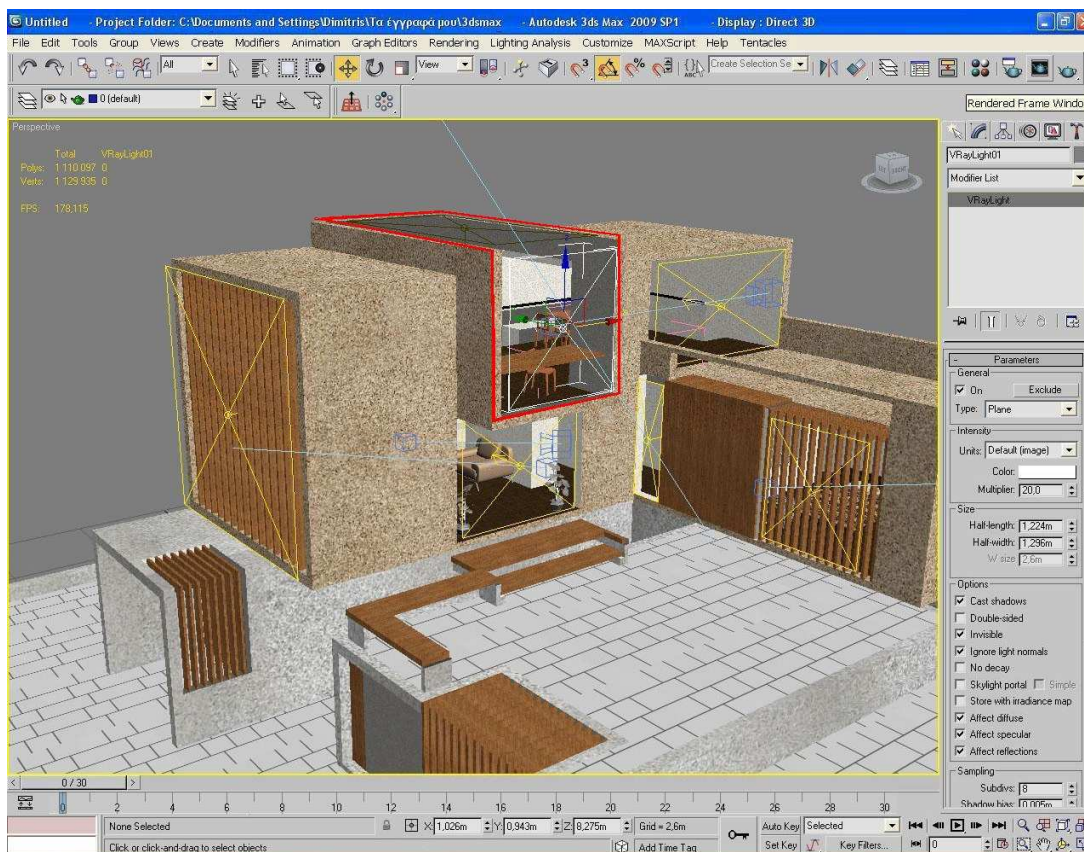 Untitled - Project Folder: C:\Documents and Settings\Dimitris\Τα έγγραφά μου\3dsmax - Autodesk 3ds Max 2009 SP1 - Display : Direct 3D
File Edit Tools Group Views Create Modifiers Animation Graph Editors Rendering Lighting Analysis Customize MAXScript Help Tentacles
All View Create Selection Se
0 (default)
Rendered Frame Windo
Perspective
Total VRayLight01
Polys: 1 110 097 0
Verts: 1 129 935 0
FPS: 178,115
VRayLight01
Modifier List
VRayLight
- Parameters
General
On Exclude
Type: Plane
Intensity
Units: Default (image)
Color:
Multiplier: 20,0
Size
Half-length: 1,224m
Half-width: 1,296m
W size 2,6m
Options
Cast shadows
Double-sided
Invisible
Ignore light normals
No decay
Skylight portal Simple
Store with irradiance map
Affect diffuse
Affect specular
Affect reflections
Sampling
Subdivs: 8
Shadow bias: 0,005m
0 / 30
0 2 4 6 8 10 12 14 16 18 20 22 24 26 28 30
None Selected X: 1,026m Y: 0,943m Z: 8,275m Grid = 2,6m Auto Key Selected
Click or click-and-drag to select objects Add Time Tag Set Key Key Filters... 0